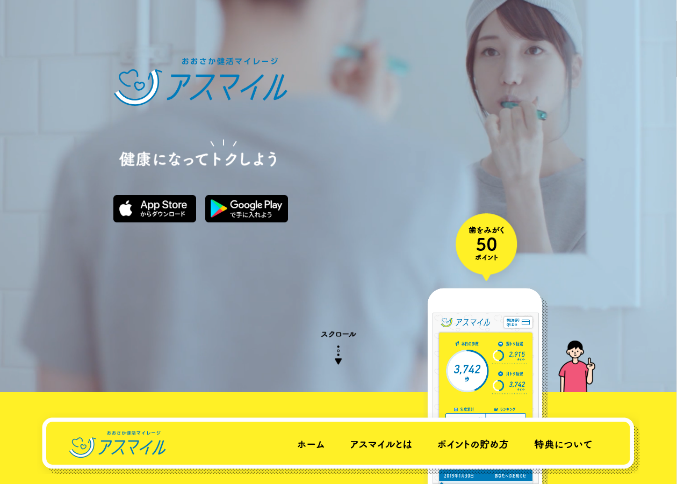 おおさか健活マイレージ
アスマイル
健康になってトクしよう
App Store
からダウンロード
Google Play
で手に入れよう
歯をみがく
50
ポイント
スクロール
アスマイル
3,742
歩
2,915
3,742
おおさか健活マイレージ
アスマイル
ホーム
アスマイルとは
ポイントの貯め方
特典について